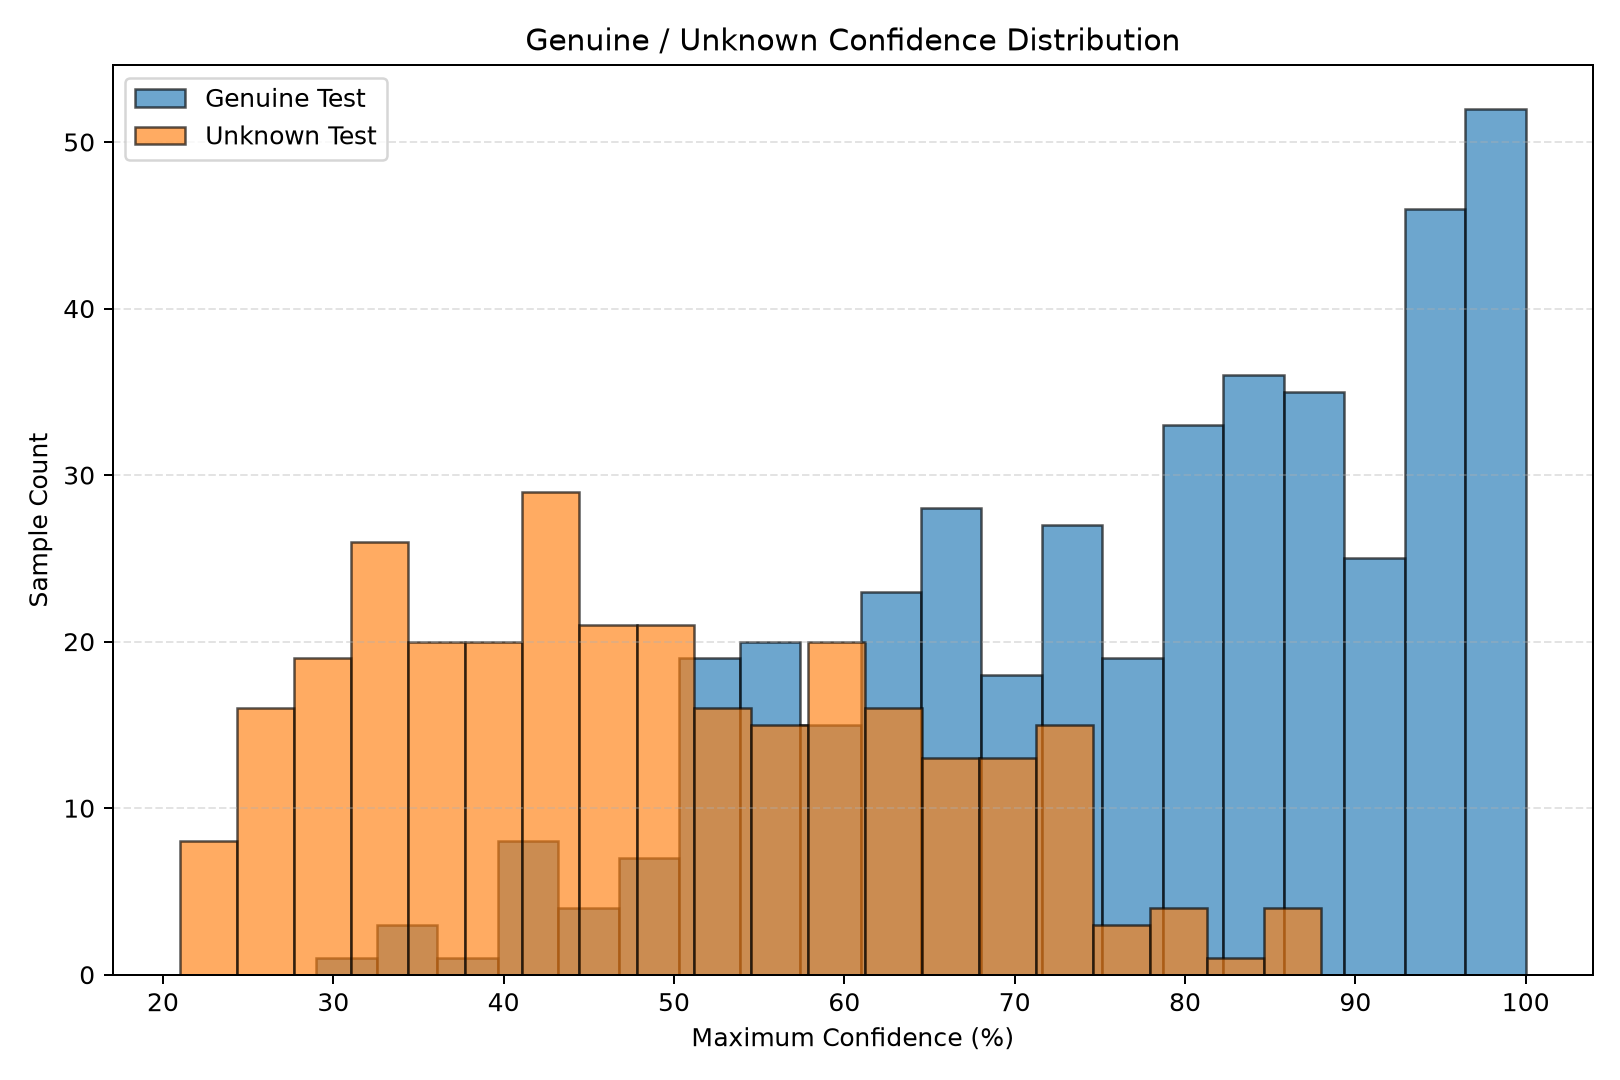 Genuine / Unknown Confidence Distribution
Genuine Test
Unknown Test
Sample Count
50
40
30
20
10
0
20 30 40 50 60 70 80 90 100
Maximum Confidence (%)